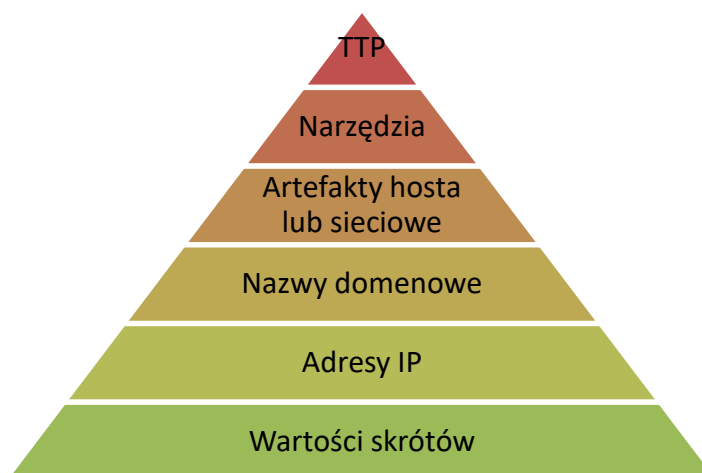 TTP
Narzędzia
Artefakty hosta
lub sieciowe
Nazwy domenowe
Adresy IP
Wartości skrótów